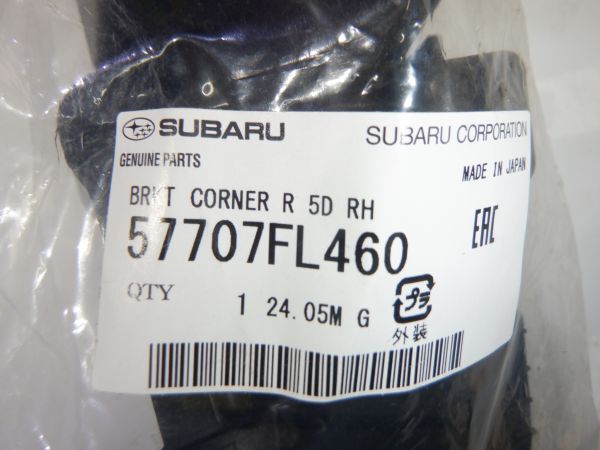 SUBARU SUBARU CORPORATION
GENUINE PARTS MADE IN JAPAN
BRKT CORNER R 5D RH
57707FL460 EAC
QTY 1 24.05M G プラ
外装